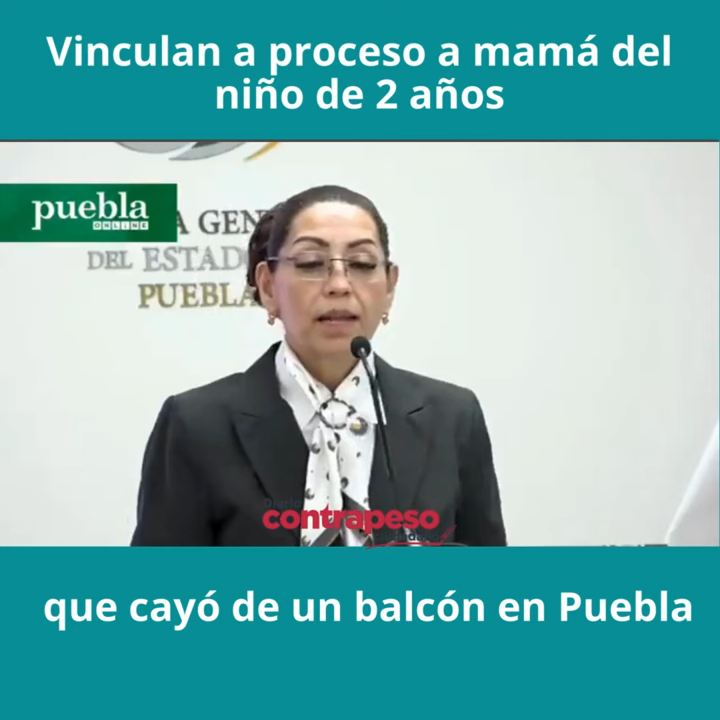 Vinculan a proceso a mamá del
niño de 2 años
puebla
ONLINE
A GEN
DEL ESTAD
PUEBLA
contrapeso
que cayó de un balcón en Puebla